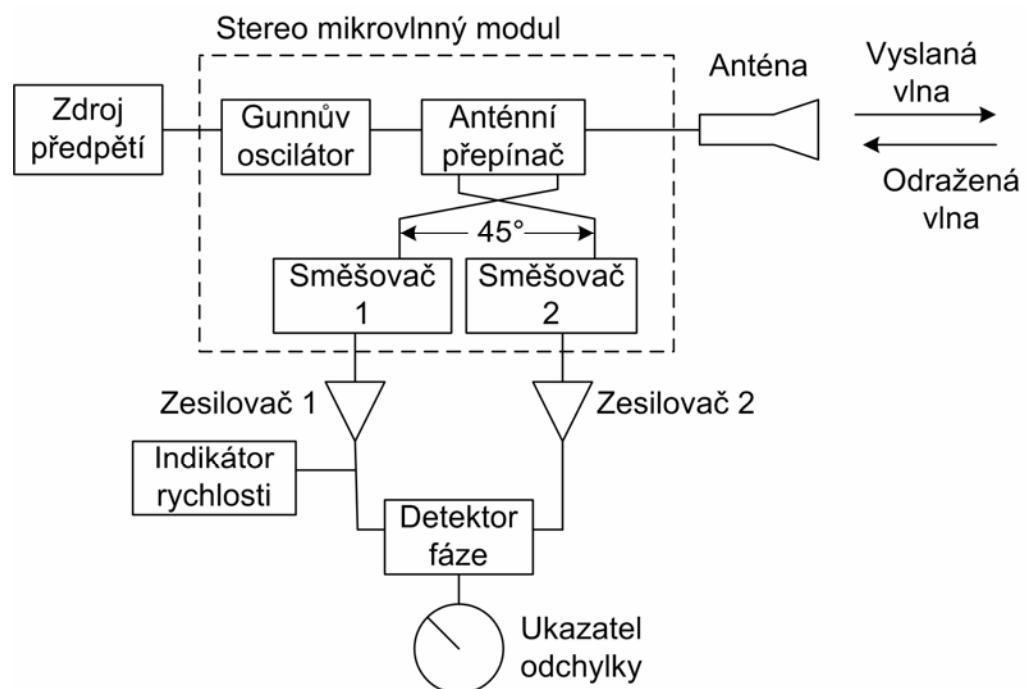 Stereo mikrovlnný modul
Zdroj
předpětí
Gunnův
oscilátor
Anténní
přepínač
Anténa
Vyslaná
vlna
Odražená
vlna
45°
Směšovač
1
Směšovač
2
Zesilovač 1
Zesilovač 2
Indikátor
rychlosti
Detektor
fáze
Ukazatel
odchylky